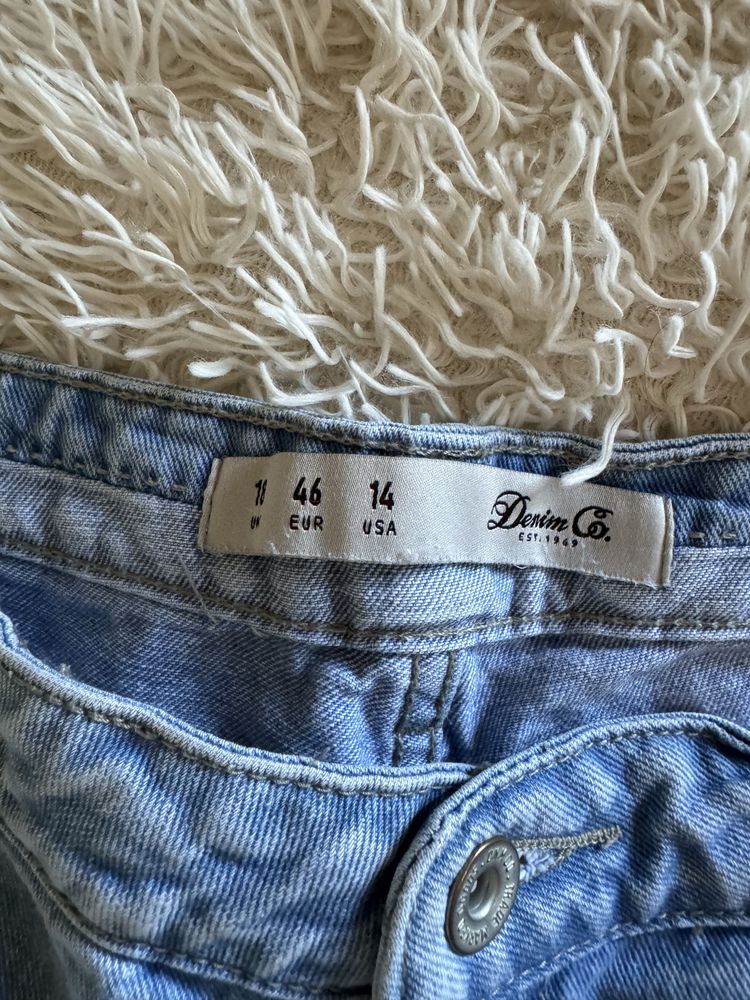 18 46 14 Denim Co.
UK EUR USA EST. 1969